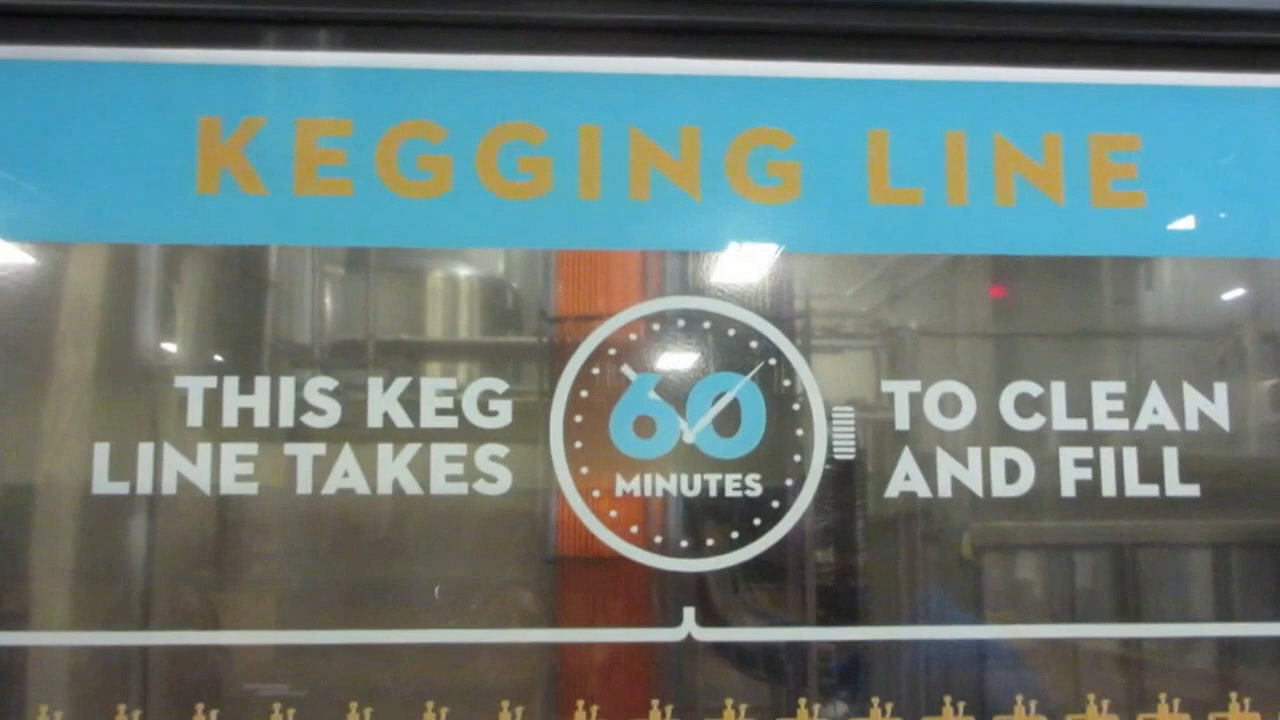 KEGGING LINE
THIS KEG
LINE TAKES
60
MINUTES
TO CLEAN
AND FILL